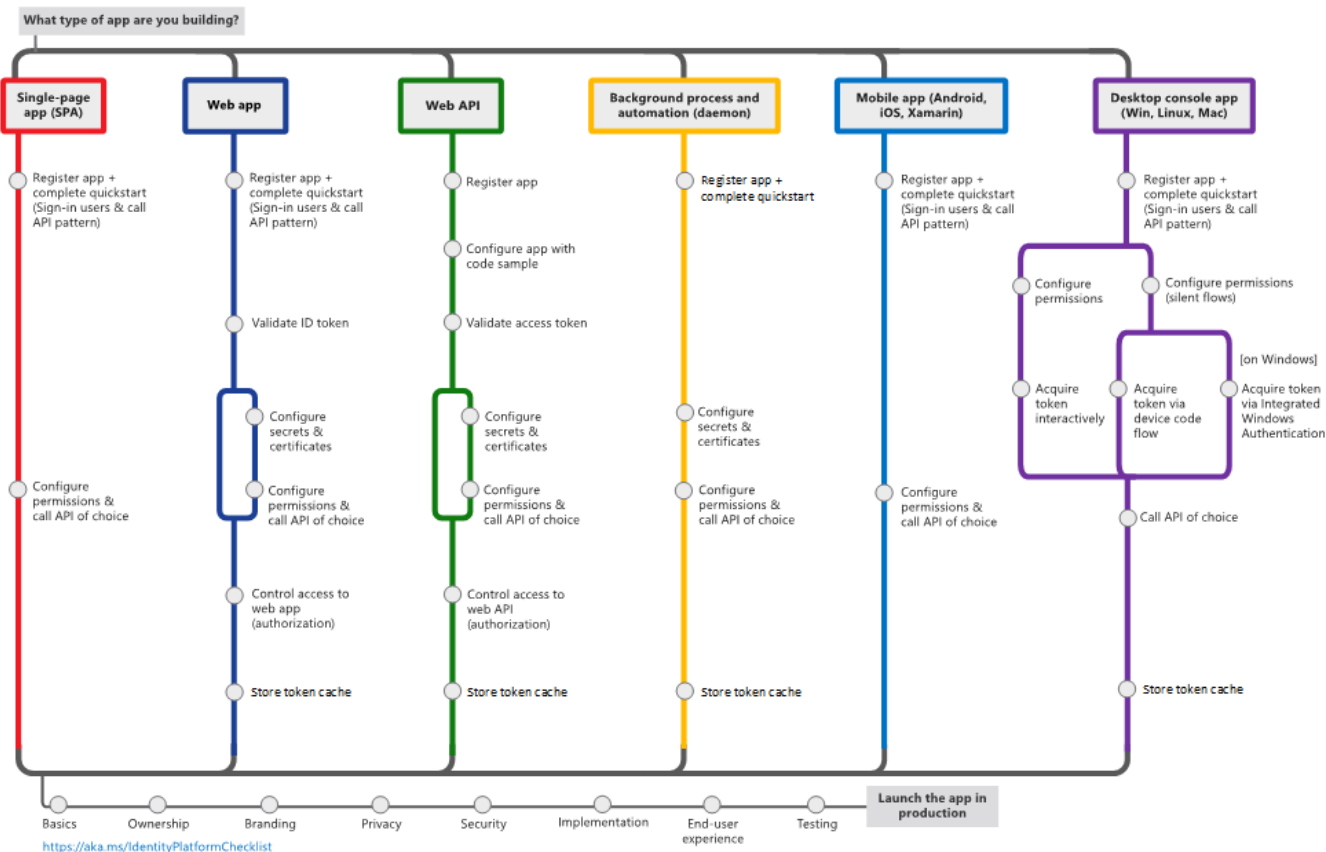 What type of app are you building?
Single-page
app (SPA)
Web app
Web API
Background process and
automation (daemon)
Mobile app (Android,
iOS, Xamarin)
Desktop console app
(Win, Linux, Mac)
Register app +
complete quickstart
(Sign-in users & call
API pattern)
Configure
permissions &
call API of choice
Register app +
complete quickstart
(Sign-in users & call
API pattern)
Validate ID token
Configure
secrets &
certificates
Configure
permissions &
call API of choice
Control access to
web app
(authorization)
Store token cache
Register app
Configure app with
code sample
Validate access token
Configure
secrets &
certificates
Configure
permissions &
call API of choice
Control access to
web API
(authorization)
Store token cache
Register app +
complete quickstart
Configure
secrets &
certificates
Configure
permissions &
call API of choice
Store token cache
Register app +
complete quickstart
(Sign-in users & call
API pattern)
Configure
permissions &
call API of choice
Register app +
complete quickstart
(Sign-in users & call
API pattern)
Configure
permissions
Configure permissions
(silent flows)
[on Windows]
Acquire
token
interactively
Acquire
token via
device code
flow
Acquire token
via Integrated
Windows
Authentication
Call API of choice
Store token cache
Basics
Ownership
Branding
Privacy
Security
Implementation
End-user
experience
Testing
Launch the app in
production
https://aka.ms/IdentityPlatformChecklist